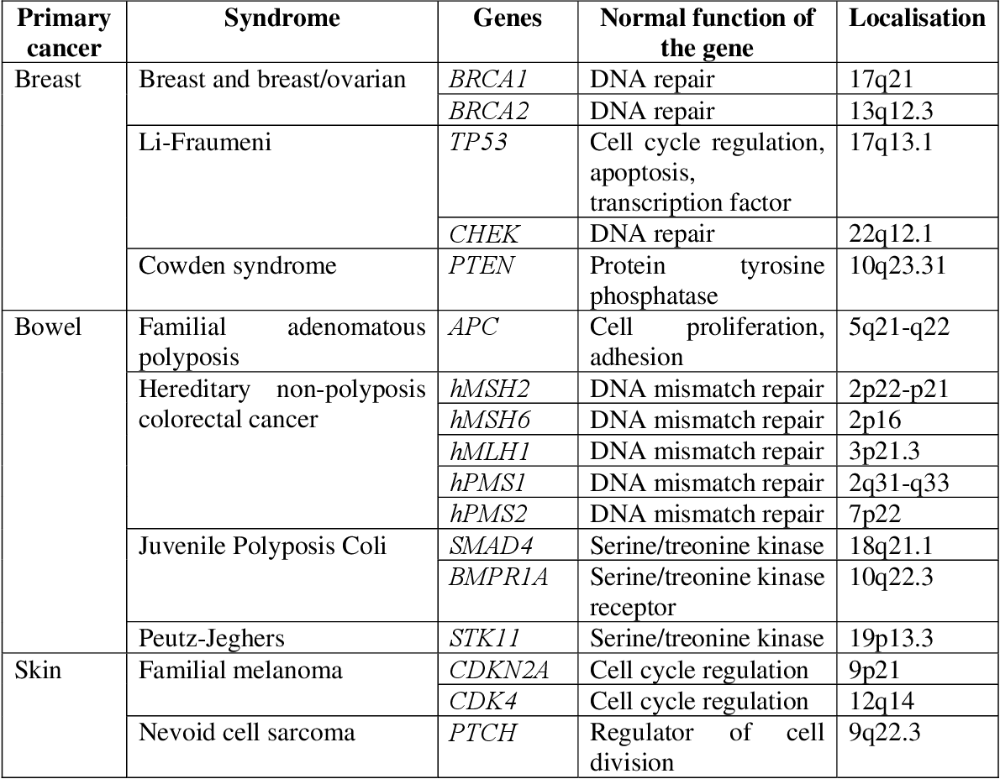 Primary cancer Syndrome Genes Normal function of the gene Localisation
Breast Breast and breast/ovarian BRCA1 DNA repair 17q21
BRCA2 DNA repair 13q12.3
Li-Fraumeni TP53 Cell cycle regulation, 17q13.1
apoptosis,
transcription factor
CHEK DNA repair 22q12.1
Cowden syndrome PTEN Protein tyrosine 10q23.31
phosphatase
Bowel Familial adenomatous APC Cell proliferation, 5q21-q22
polyposis adhesion
Hereditary non-polyposis hMSH2 DNA mismatch repair 2p22-p21
colorectal cancer hMSH6 DNA mismatch repair 2p16
hMLH1 DNA mismatch repair 3p21.3
hPMS1 DNA mismatch repair 2q31-q33
hPMS2 DNA mismatch repair 7p22
Juvenile Polyposis Coli SMAD4 Serine/treonine kinase 18q21.1
BMPR1A Serine/treonine kinase 10q22.3
receptor
Peutz-Jeghers STK11 Serine/treonine kinase 19p13.3
Skin Familial melanoma CDKN2A Cell cycle regulation 9p21
CDK4 Cell cycle regulation 12q14
Nevoid cell sarcoma PTCH Regulator of cell 9q22.3
division